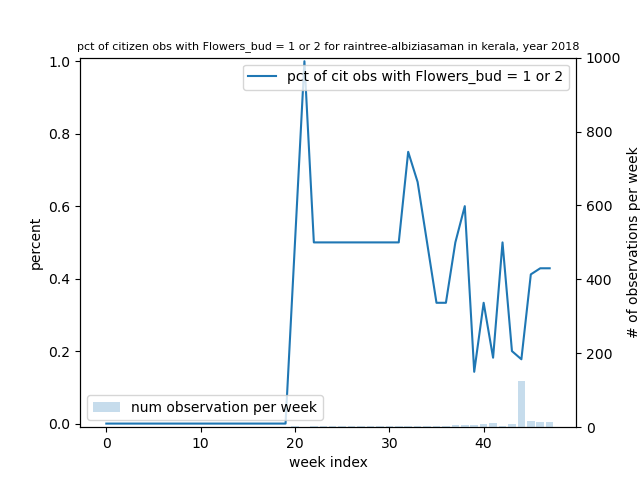 pct of citizen obs with Flowers_bud = 1 or 2 for raintree-albiziasaman in kerala, year 2018
pct of cit obs with Flowers_bud = 1 or 2
1.0
0.8
0.6
0.4
0.2
0.0
percent
1000
800
600
400
200
0
# of observations per week
num observation per week
0 10 20 30 40
week index